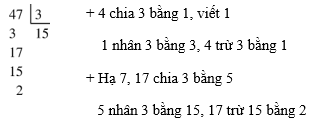 47 3 + 4 chia 3 bằng 1, viết 1
3 15
1 nhân 3 bằng 3, 4 trừ 3 bằng 1
17
+ Hạ 7, 17 chia 3 bằng 5
15
2 5 nhân 3 bằng 15, 17 trừ 15 bằng 2